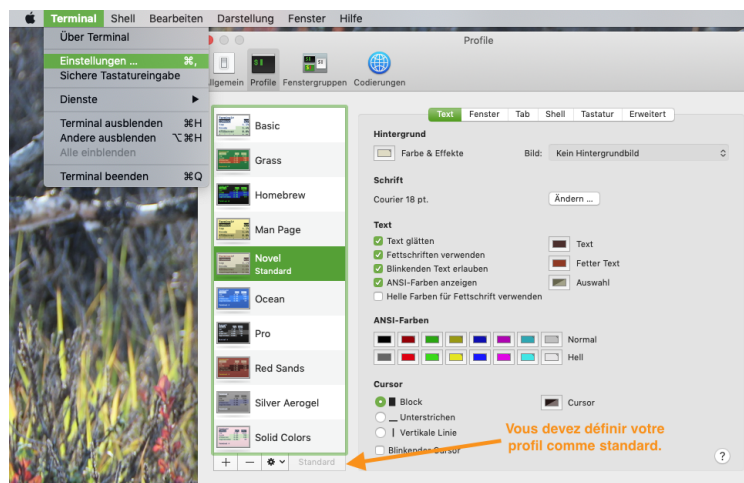 Terminal Shell Bearbeiten Darstellung Fenster Hilfe
Über Terminal
Einstellungen ... ⌘,
Sichere Tastatureingabe
Dienste ▶
Terminal ausblenden ⌘H
Andere ausblenden ⌥⌘H
Alle einblenden
Terminal beenden ⌘Q
Profile
llgemein Profile Fenstergruppen Codierungen
Basic
Grass
Homebrew
Man Page
Novel
Standard
Ocean
Pro
Red Sands
Silver Aerogel
Solid Colors
+ − Standard
Text Fenster Tab Shell Tastatur Erweitert
Hintergrund
Farbe & Effekte Bild: Kein Hintergrundbild
Schrift
Courier 18 pt. Ändern ...
Text
Text glätten
Fettschriften verwenden
Blinkenden Text erlauben
ANSI-Farben anzeigen
Helle Farben für Fettschrift verwenden
Text
Fetter Text
Auswahl
ANSI-Farben
Normal
Hell
Cursor
Block
Unterstrichen
Vertikale Linie
Blinkender Cursor
Cursor
Vous devez définir votre
profil comme standard.
?